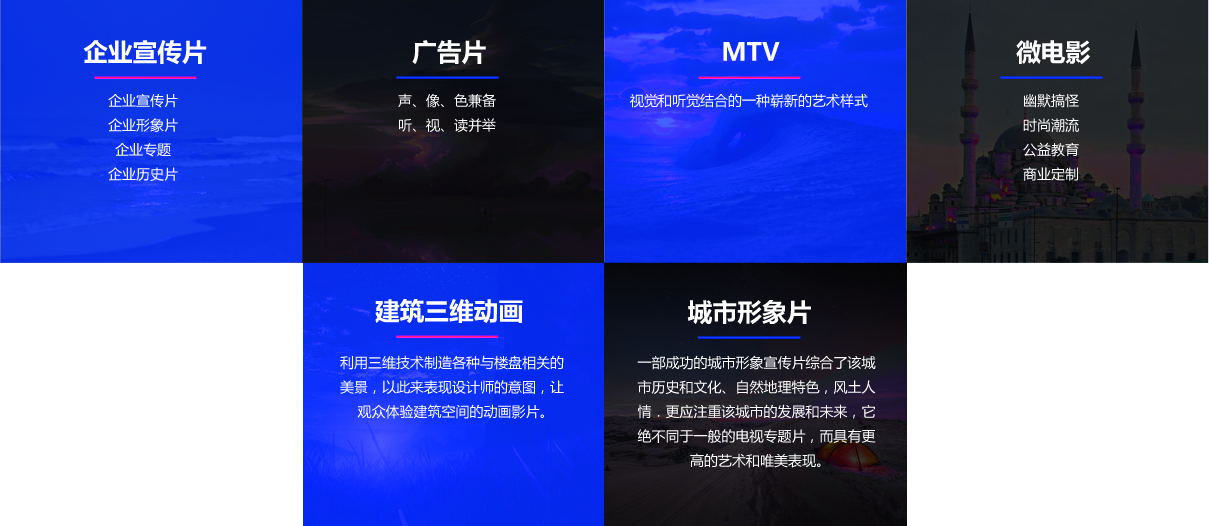 企业宣传片
企业宣传片
企业形象片
企业专题
企业历史片
广告片
声、像、色兼备
听、视、读并举
MTV
视觉和听觉结合的一种崭新的艺术样式
微电影
幽默搞怪
时尚潮流
公益教育
商业定制
建筑三维动画
利用三维技术制造各种与楼盘相关的
美景，以此来表现设计师的意图，让
观众体验建筑空间的动画影片。
城市形象片
一部成功的城市形象宣传片综合了该城
市历史和文化、自然地理特色，风土人
情．更应注重该城市的发展和未来，它
绝不同于一般的电视专题片，而具有更
高的艺术和唯美表现。